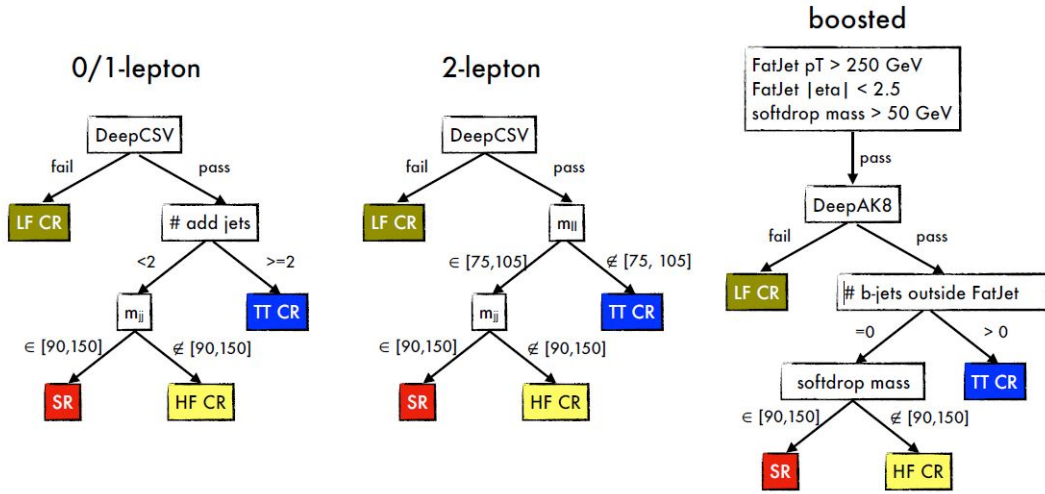 0/1-lepton
DeepCSV
fail
pass
LF CR
# add jets
<2
>=2
m_jj
TT CR
∈ [90,150]
∉ [90,150]
SR
HF CR
2-lepton
DeepCSV
fail
pass
LF CR
m_ll
∈ [75,105]
∉ [75, 105]
m_jj
TT CR
∈ [90,150]
∉ [90,150]
SR
HF CR
boosted
FatJet pT > 250 GeV
FatJet |eta| < 2.5
softdrop mass > 50 GeV
pass
DeepAK8
fail
pass
LF CR
# b-jets outside FatJet
=0
> 0
softdrop mass
TT CR
∈ [90,150]
∉ [90,150]
SR
HF CR